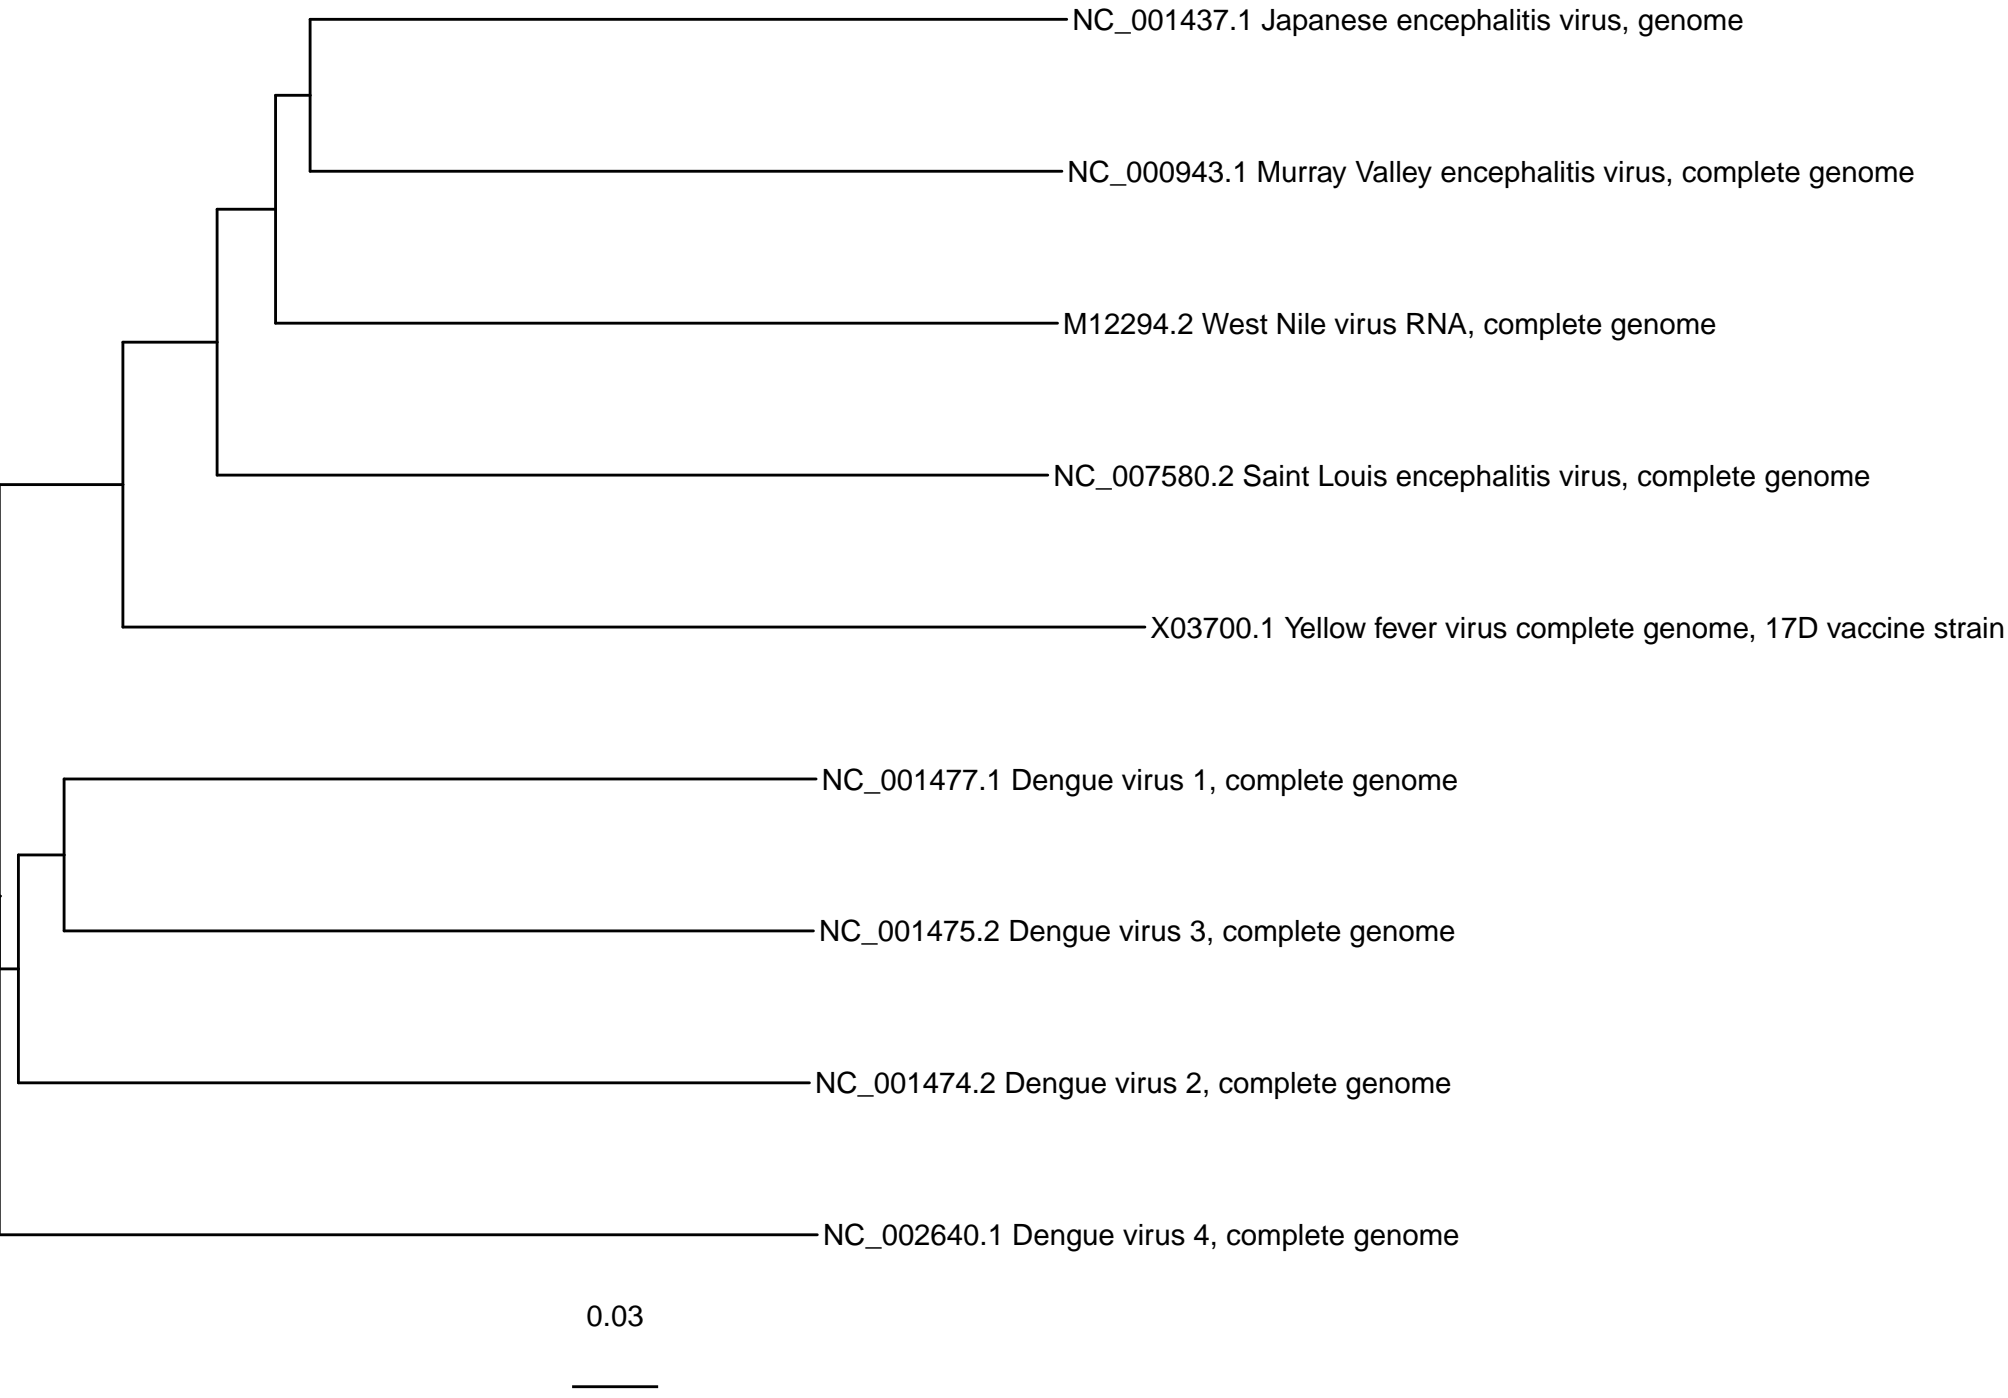 NC_001437.1 Japanese encephalitis virus, genome
NC_000943.1 Murray Valley encephalitis virus, complete genome
M12294.2 West Nile virus RNA, complete genome
NC_007580.2 Saint Louis encephalitis virus, complete genome
X03700.1 Yellow fever virus complete genome, 17D vaccine strain
NC_001477.1 Dengue virus 1, complete genome
NC_001475.2 Dengue virus 3, complete genome
NC_001474.2 Dengue virus 2, complete genome
NC_002640.1 Dengue virus 4, complete genome
0.03